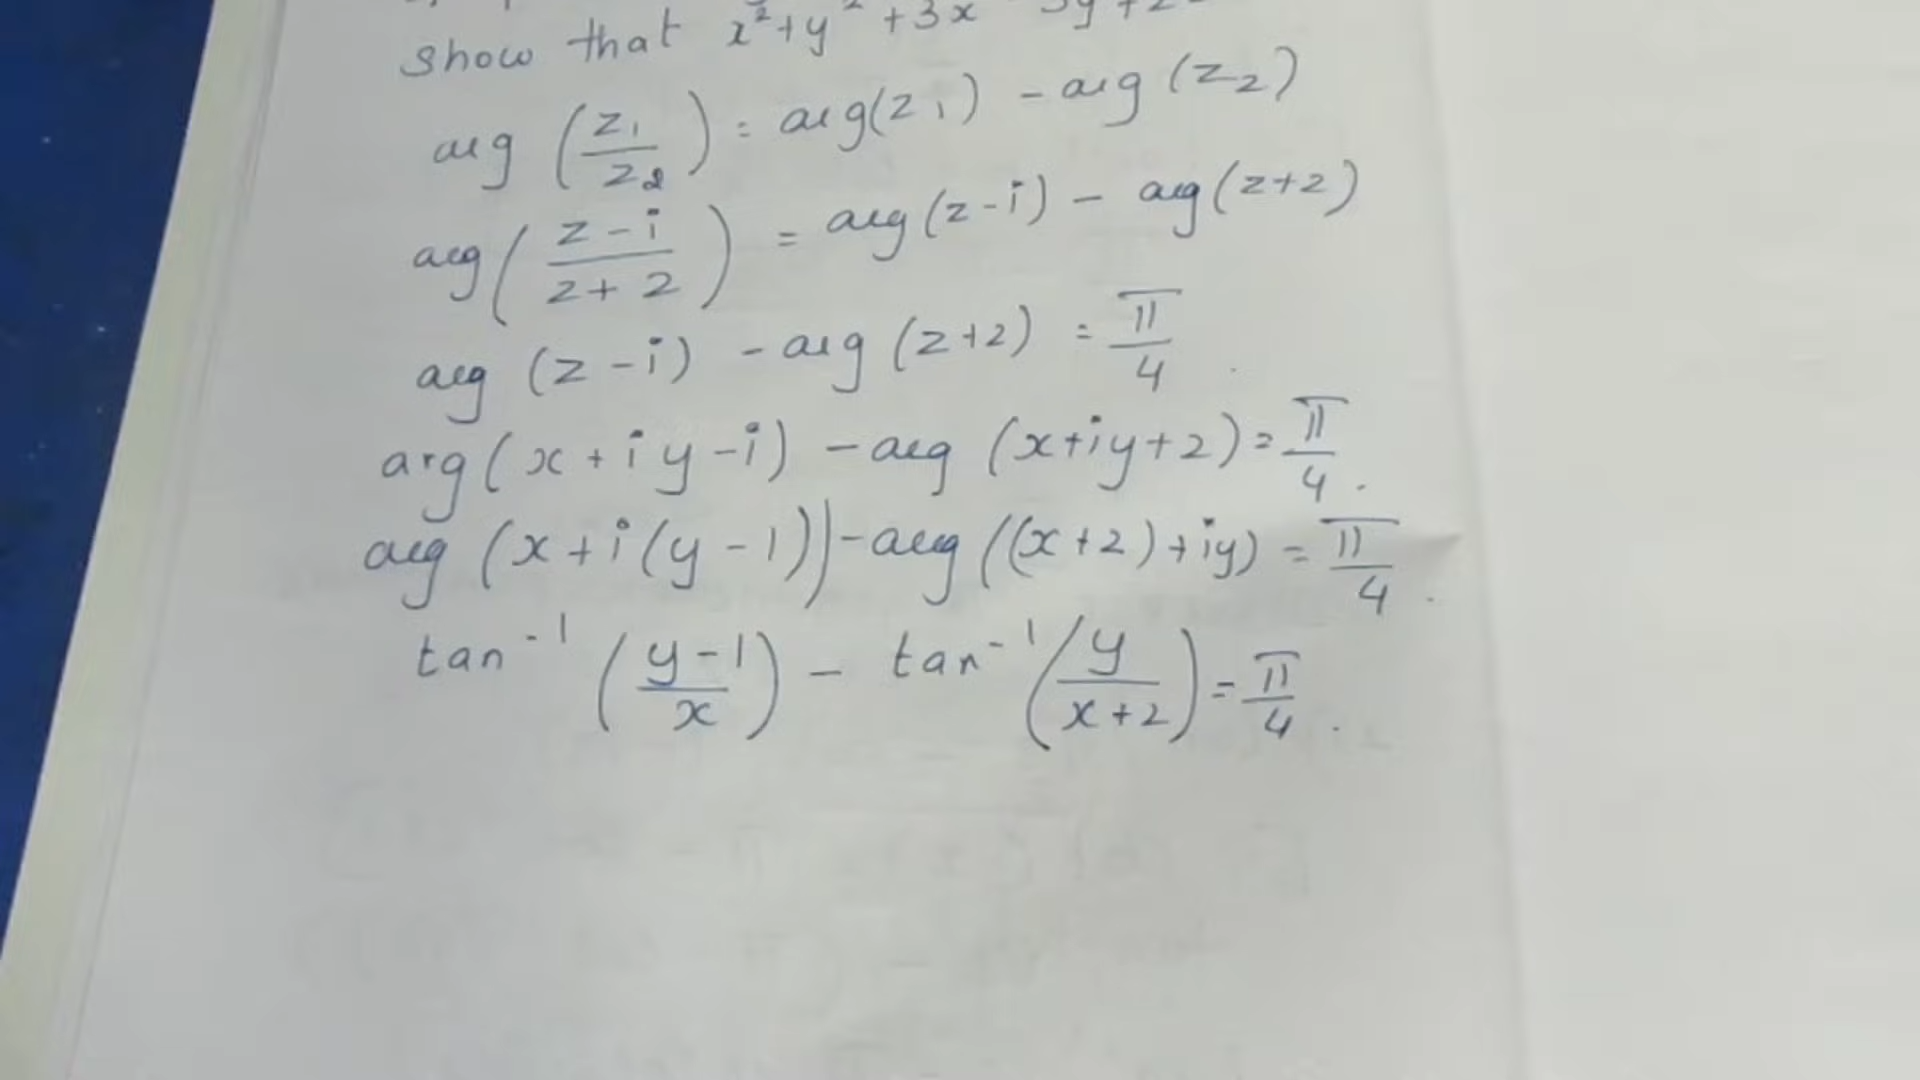 show that x²+y² +3x 3y+2
arg (z₁/z₂) = arg(z₁) - arg (z₂)
arg( z-i/z+2 ) = arg (z-i) - arg(z+2)
arg (z-i) -arg (z+2) = π/4
arg( x+iy-i) -arg (x+iy+2)=π/4.
arg (x+i(y-1))-arg((x+2)+iy) = π/4.
tan⁻¹ (y-1/x) - tan⁻¹(y/x+2)=π/4.